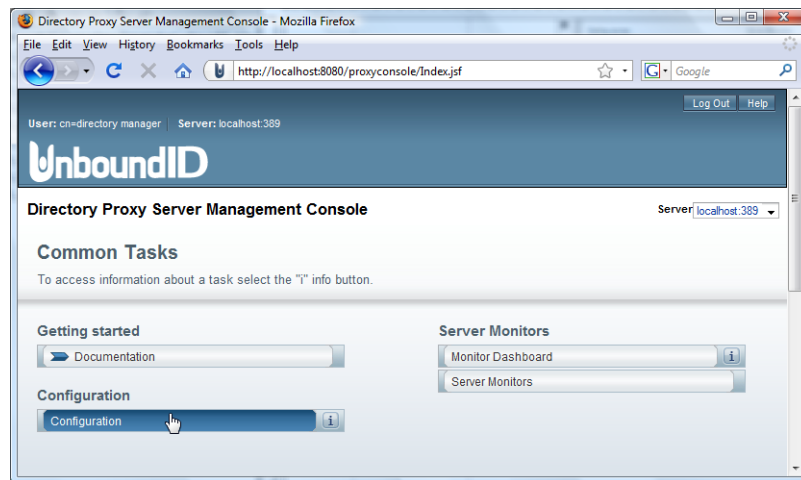 Directory Proxy Server Management Console - Mozilla Firefox
File Edit View History Bookmarks Tools Help
http://localhost:8080/proxyconsole/Index.jsf
G Google
Log Out Help
User: cn=directory manager Server: localhost:389
UnboundID
Directory Proxy Server Management Console
Server localhost:389
Common Tasks
To access information about a task select the "i" info button.
Getting started
Server Monitors
Documentation
Monitor Dashboard i
Server Monitors
Configuration
Configuration i